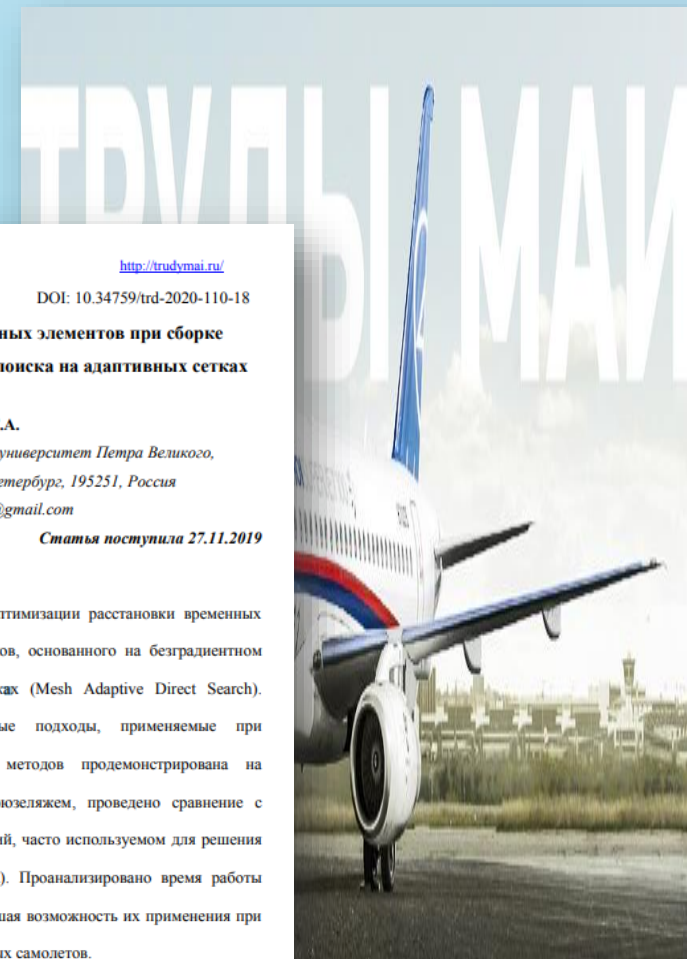 ТРУДЫ МАИ
http://trudymai.ru/
DOI: 10.34759/trd-2020-110-18
ных элементов при сборке
поиска на адаптивных сетках
.А.
университет Петра Великого,
етербург, 195251, Россия
@gmail.com
Статья поступила 27.11.2019
птимизации расстановки временных
ов, основанного на безградиентном
ках (Mesh Adaptive Direct Search).
ые подходы, применяемые при
методов продемонстрирована на
юзеляжем, проведено сравнение с
ий, часто используемом для решения
). Проанализировано время работы
шая возможность их применения при
ых самолетов.